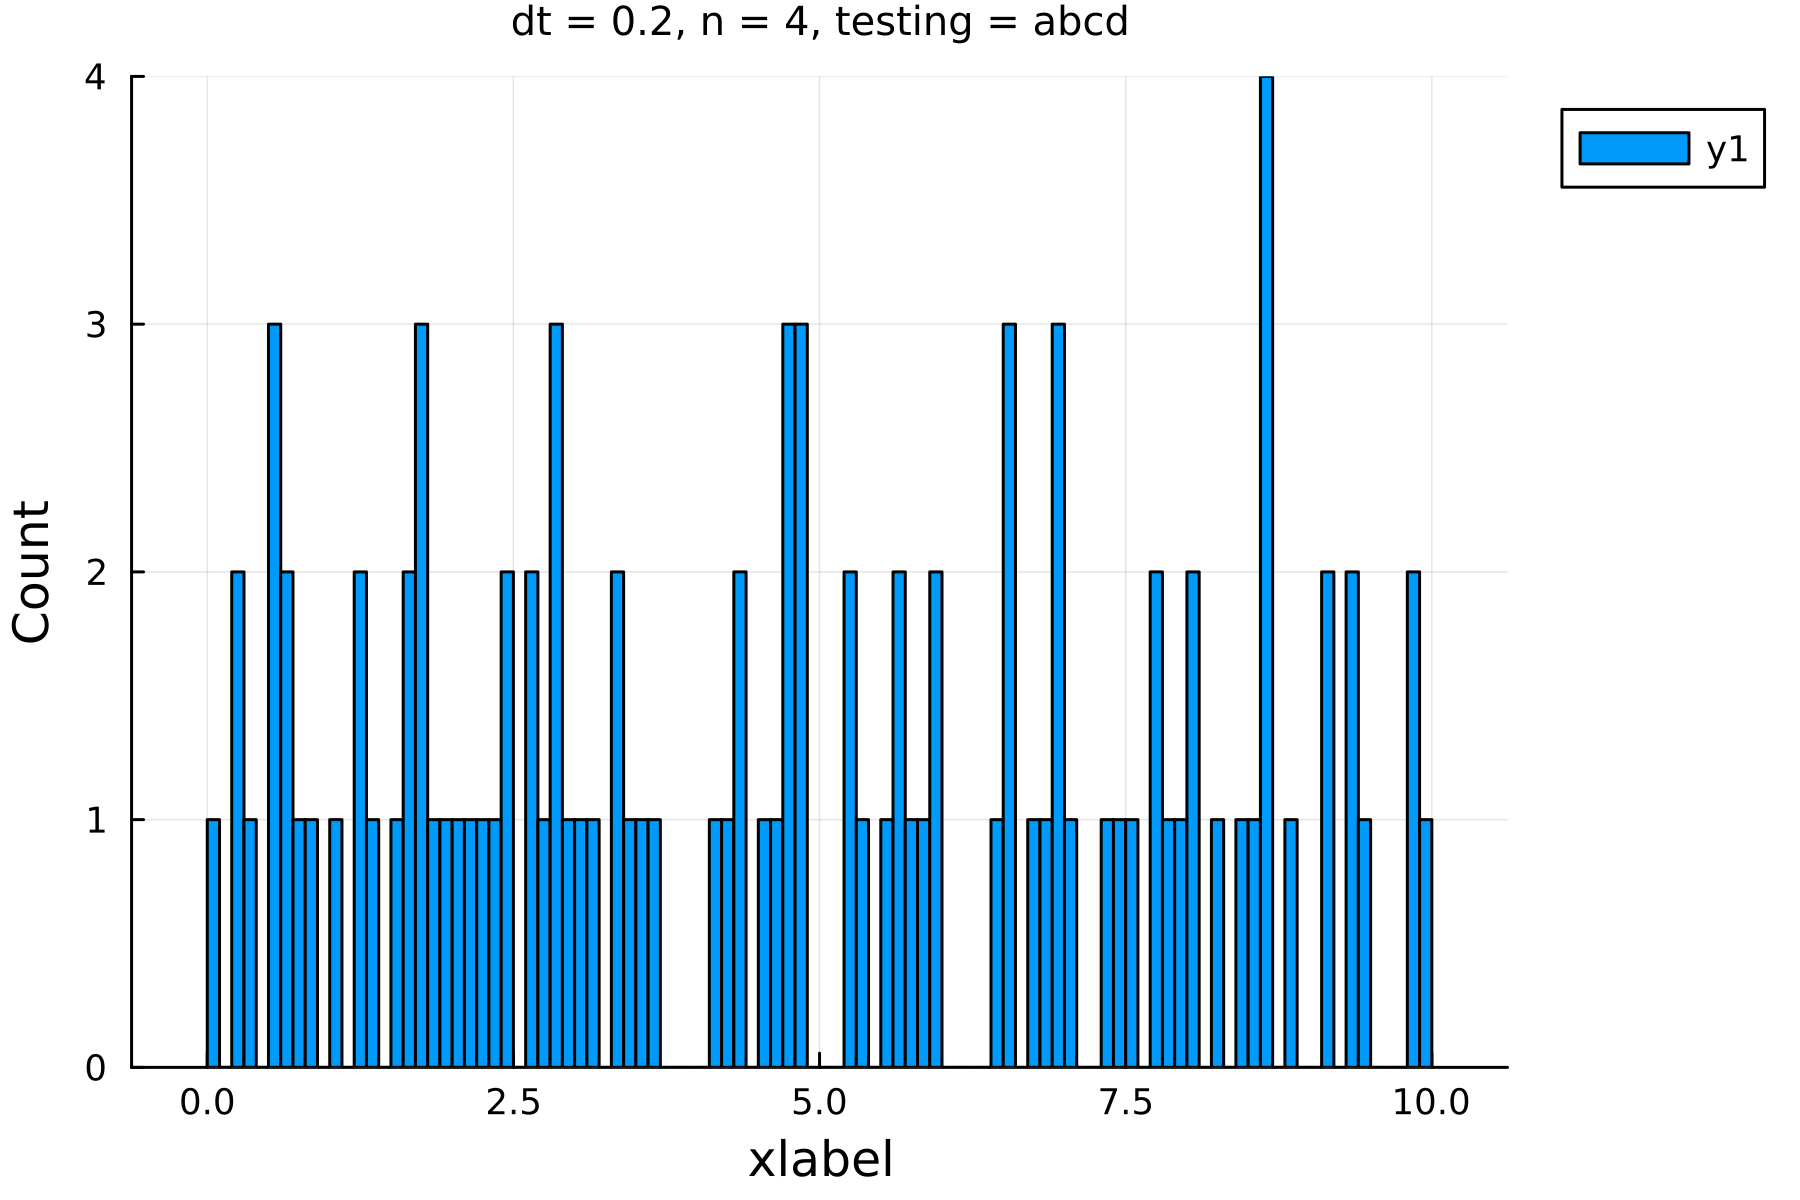 dt = 0.2, n = 4, testing = abcd
4
3
2
1
0
Count
0.0 2.5 5.0 7.5 10.0
xlabel
y1